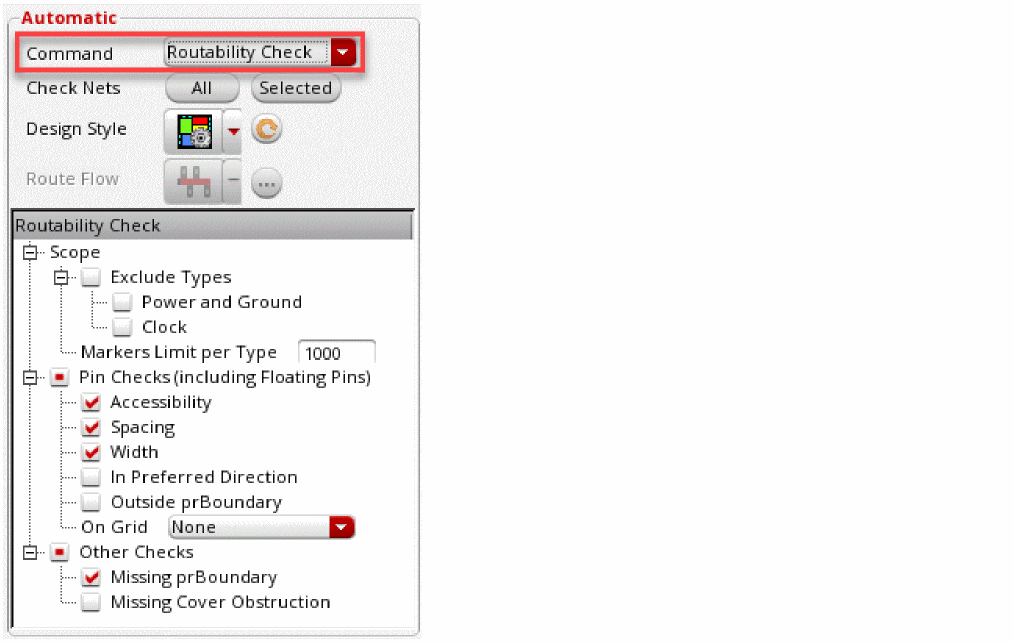 Automatic
Command Routability Check
Check Nets All Selected
Design Style
Route Flow ...
Routability Check
Scope
Exclude Types
Power and Ground
Clock
Markers Limit per Type 1000
Pin Checks (including Floating Pins)
Accessibility
Spacing
Width
In Preferred Direction
Outside prBoundary
On Grid None
Other Checks
Missing prBoundary
Missing Cover Obstruction